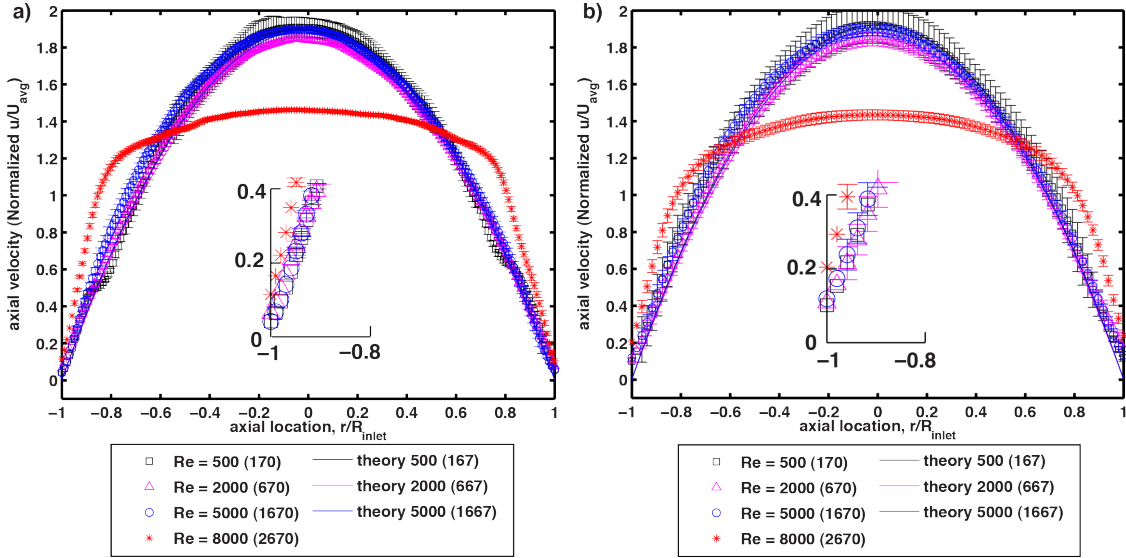 a)
axial velocity (Normalized u/U_avg)
2
1.8
1.6
1.4
1.2
1
0.8
0.6
0.4
0.2
0
−1 −0.8 −0.6 −0.4 −0.2 0 0.2 0.4 0.6 0.8 1
axial location, r/R_inlet
0.4
0.2
0
−1 −0.8
Re = 500 (170) theory 500 (167)
Re = 2000 (670) theory 2000 (667)
Re = 5000 (1670) theory 5000 (1667)
Re = 8000 (2670)
b)
axial velocity (Normalized u/U_avg)
2
1.8
1.6
1.4
1.2
1
0.8
0.6
0.4
0.2
0
−1 −0.8 −0.6 −0.4 −0.2 0 0.2 0.4 0.6 0.8 1
axial location, r/R_inlet
0.4
0.2
0
−1 −0.8
Re = 500 (170) theory 500 (167)
Re = 2000 (670) theory 2000 (667)
Re = 5000 (1670) theory 5000 (1667)
Re = 8000 (2670)